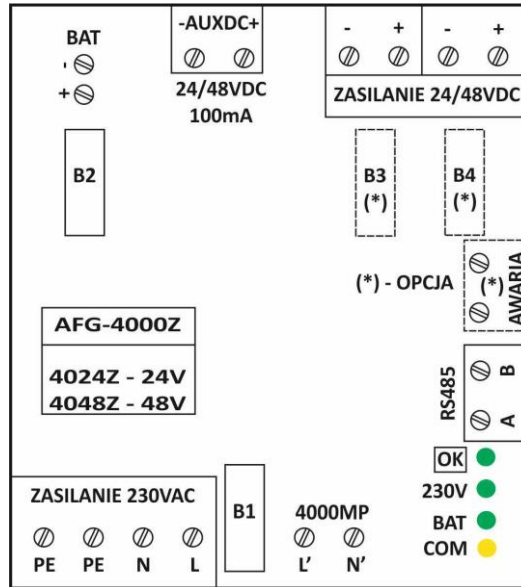 BAT
-
+
-AUXDC+
24/48VDC
100mA
- + - +
ZASILANIE 24/48VDC
B2
B3
(*)
B4
(*)
(*) - OPCJA
(*)
AWARIA
AFG-4000Z
4024Z - 24V
4048Z - 48V
RS485
B
A
OK
230V
BAT
COM
ZASILANIE 230VAC
PE PE N L
B1
4000MP
L' N'